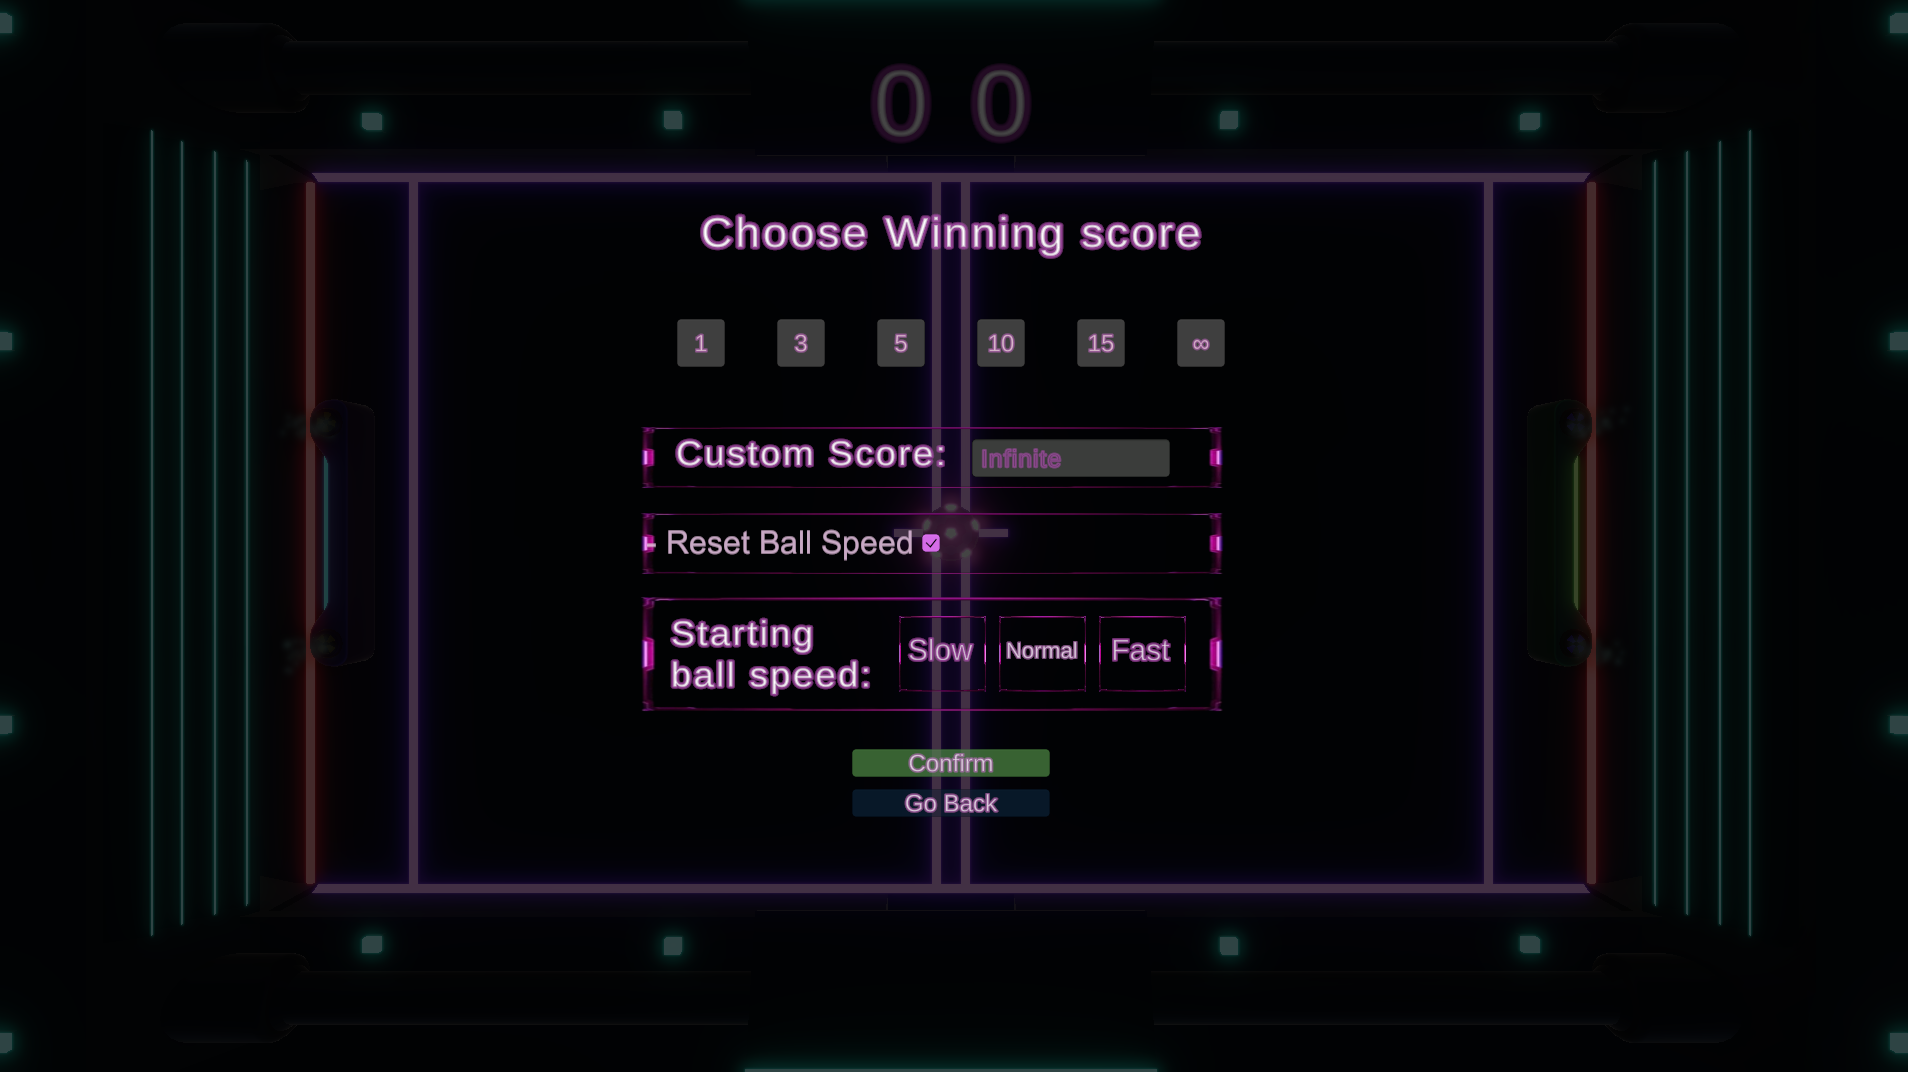 0 0
Choose Winning score
1 3 5 10 15 ∞
Custom Score: Infinite
Reset Ball Speed
Starting
ball speed:
Slow Normal Fast
Confirm
Go Back